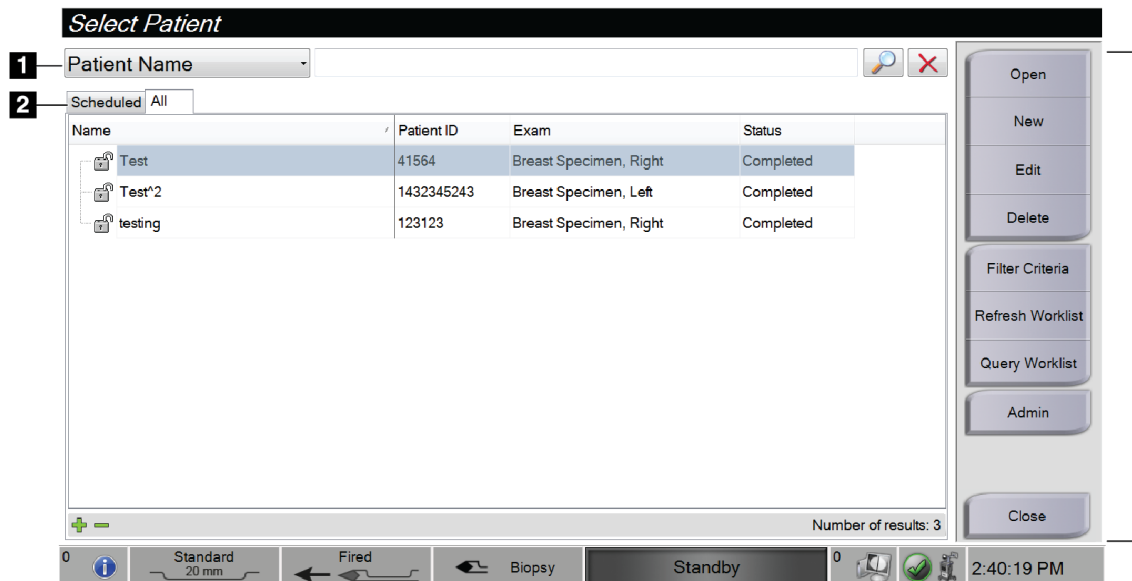 Select Patient
1
Patient Name
2
Scheduled All
Name Patient ID Exam Status
Test 41564 Breast Specimen, Right Completed
Test^2 1432345243 Breast Specimen, Left Completed
testing 123123 Breast Specimen, Right Completed
Number of results: 3
Open
New
Edit
Delete
Filter Criteria
Refresh Worklist
Query Worklist
Admin
Close
0 Standard Fired Biopsy Standby 0 2:40:19 PM
20 mm